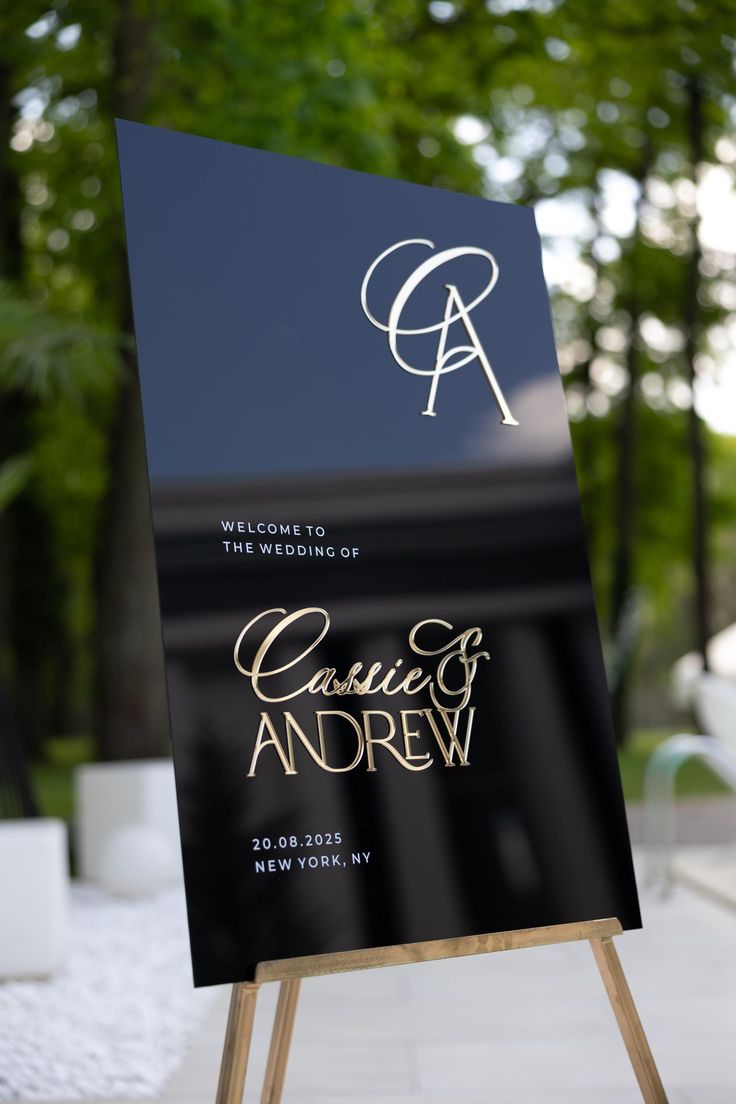 CA
WELCOME TO
THE WEDDING OF
Cassie &
ANDREW
20.08.2025
NEW YORK, NY